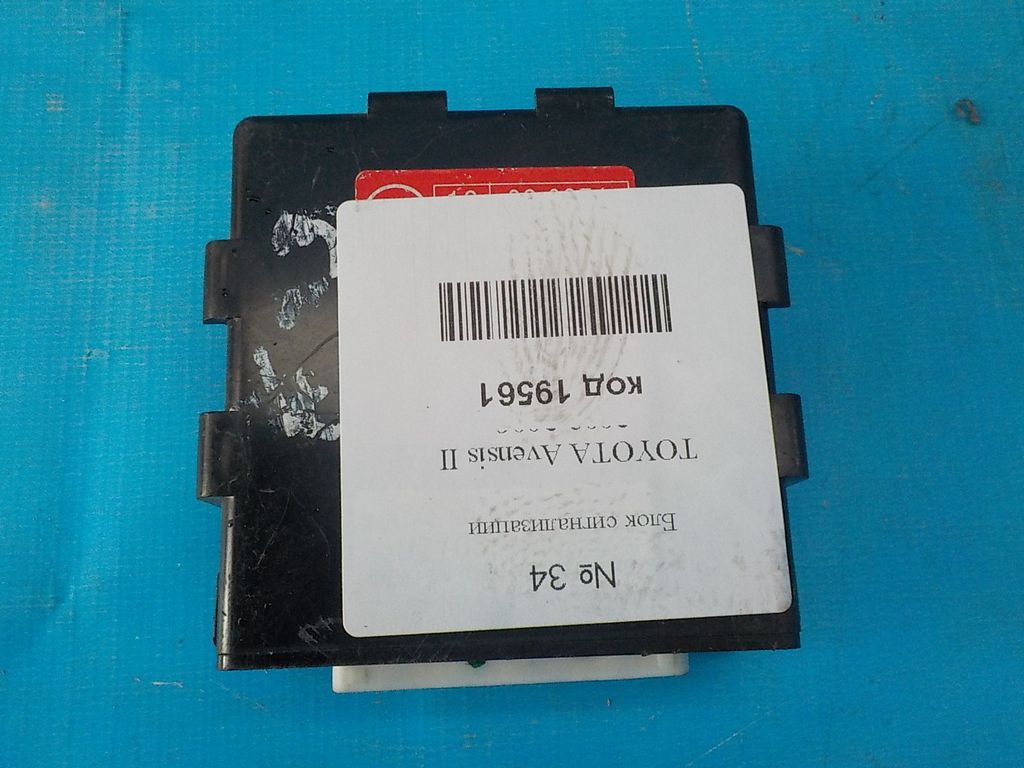 № 34
Блок сигнализации
TOYOTA Avensis II
код 19561